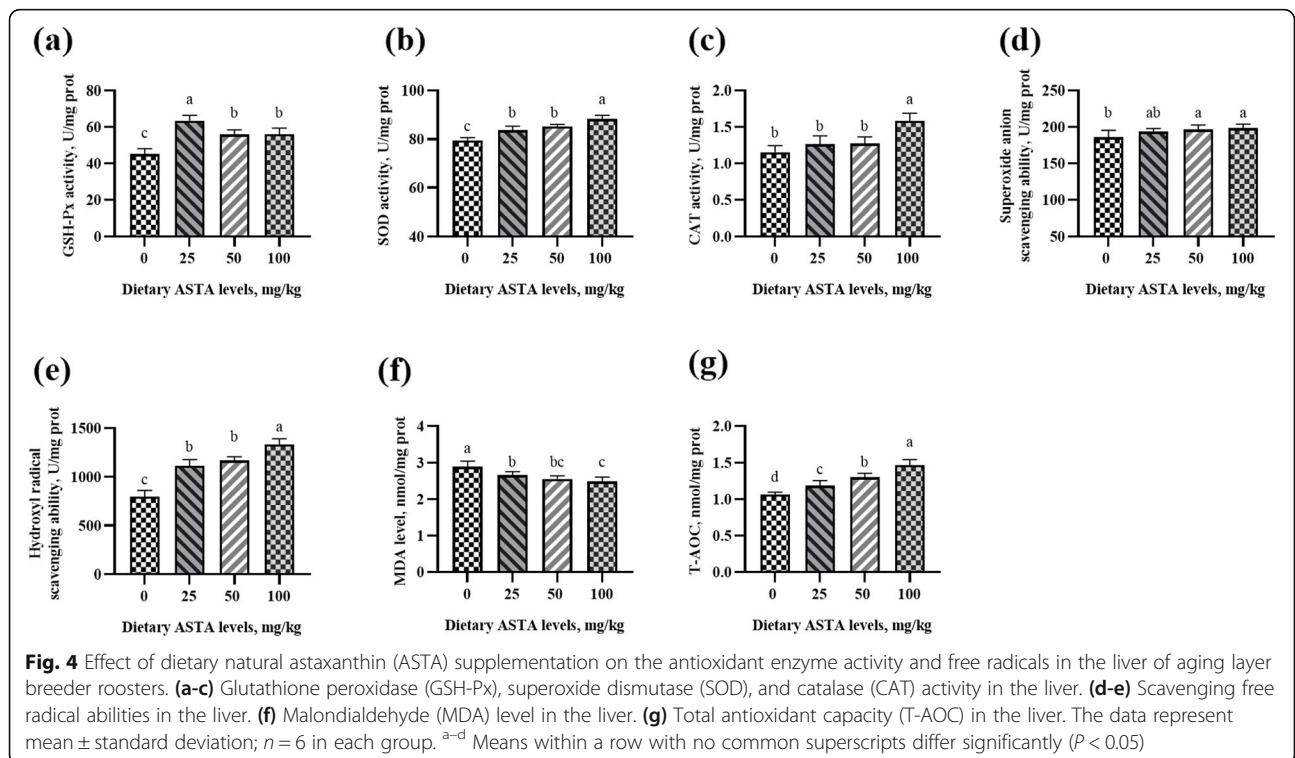 (a)
(b)
(c)
(d)
GSH-Px activity, U/mg prot
80
60
40
20
0
c
a
b
b
0 25 50 100
Dietary ASTA levels, mg/kg
SOD activity, U/mg prot
100
80
60
40
c
b
b
a
0 25 50 100
Dietary ASTA levels, mg/kg
CAT activity, U/mg prot
2.0
1.5
1.0
0.5
0.0
b
b
b
a
0 25 50 100
Dietary ASTA levels, mg/kg
Superoxide anion
scavenging ability, U/mg prot
250
200
150
100
50
b
ab
a
a
0 25 50 100
Dietary ASTA levels, mg/kg
(e)
(f)
(g)
Hydroxyl radical
scavenging ability, U/mg prot
1500
1000
500
0
c
b
b
a
0 25 50 100
Dietary ASTA levels, mg/kg
MDA level, nmol/mg prot
4
3
2
1
0
a
b
bc
c
0 25 50 100
Dietary ASTA levels, mg/kg
T-AOC, nmol/mg prot
2.0
1.5
1.0
0.5
0.0
d
c
b
a
0 25 50 100
Dietary ASTA levels, mg/kg
Fig. 4 Effect of dietary natural astaxanthin (ASTA) supplementation on the antioxidant enzyme activity and free radicals in the liver of aging layer
breeder roosters. (a-c) Glutathione peroxidase (GSH-Px), superoxide dismutase (SOD), and catalase (CAT) activity in the liver. (d-e) Scavenging free
radical abilities in the liver. (f) Malondialdehyde (MDA) level in the liver. (g) Total antioxidant capacity (T-AOC) in the liver. The data represent
mean ± standard deviation; n = 6 in each group. a–d Means within a row with no common superscripts differ significantly (P < 0.05)